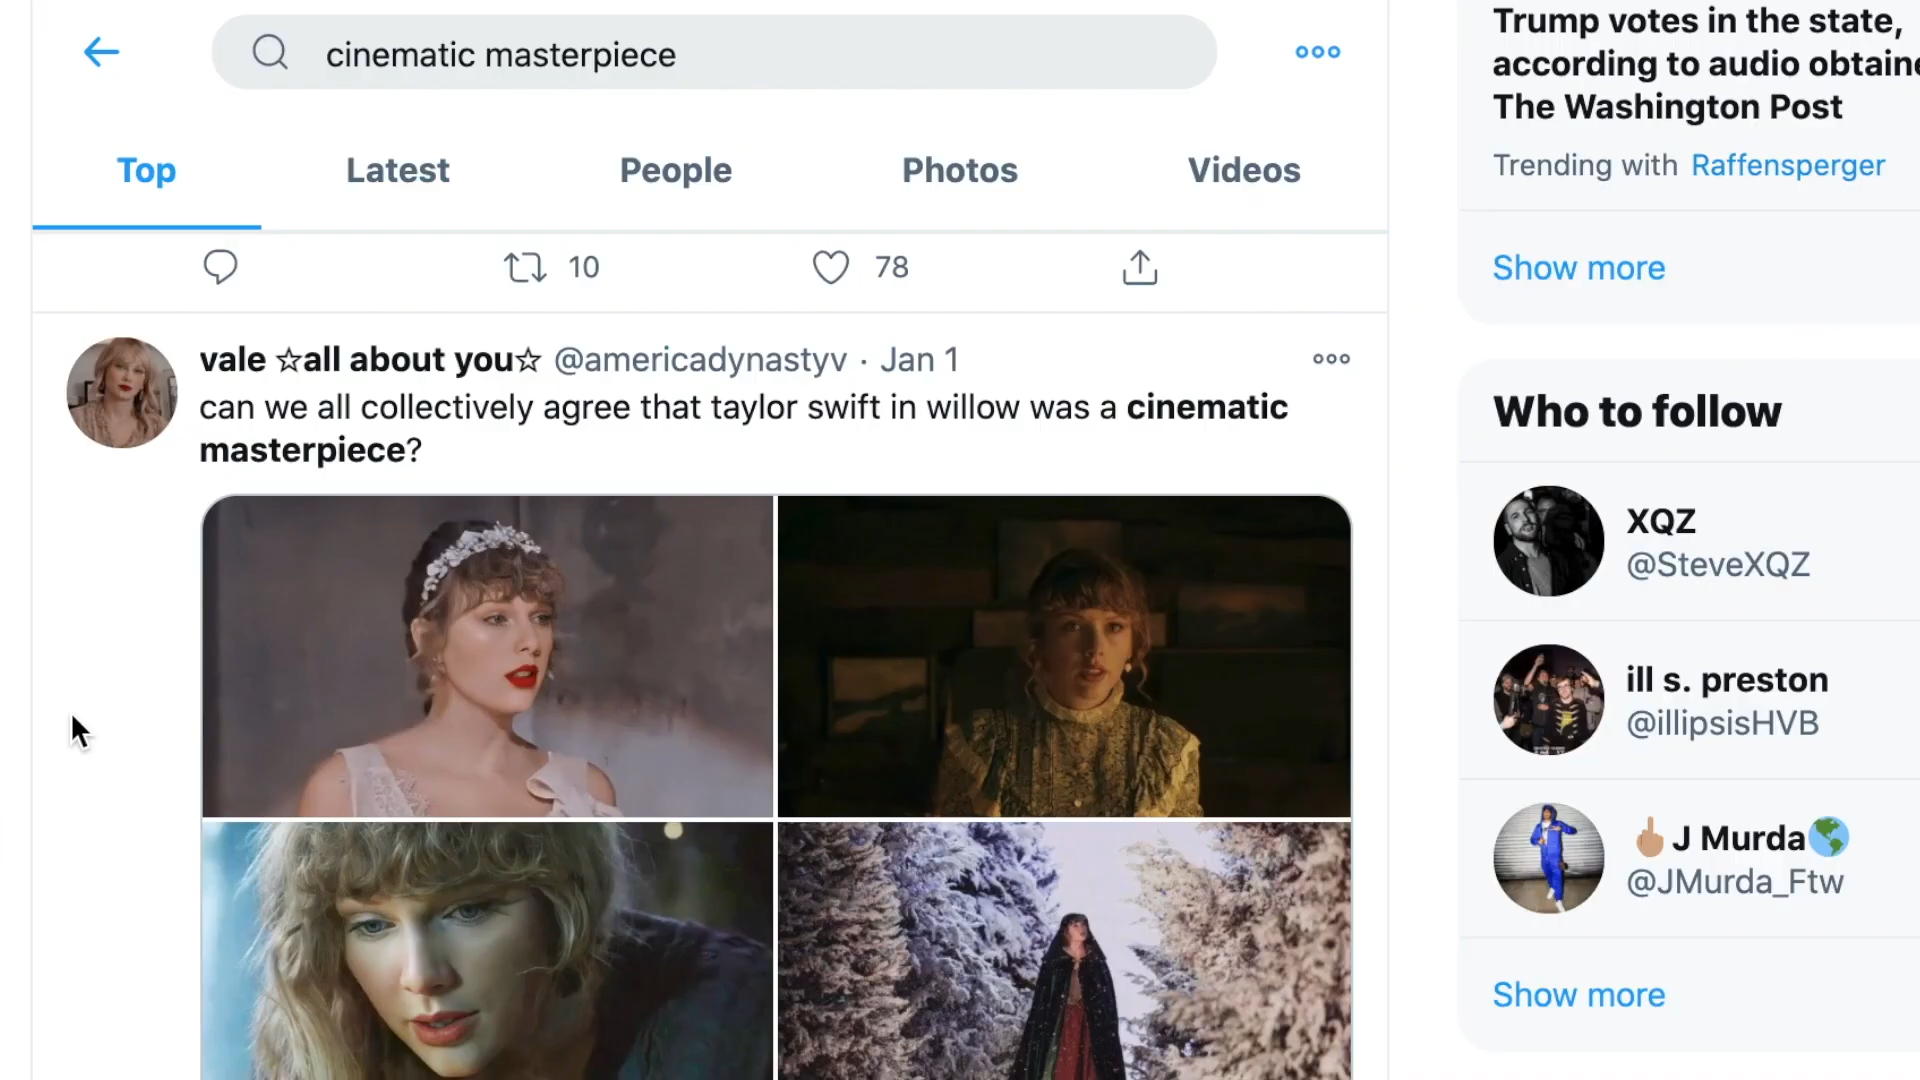 cinematic masterpiece
Top Latest People Photos Videos
10 78
vale ☆all about you☆ @americadynastyv · Jan 1
can we all collectively agree that taylor swift in willow was a cinematic
masterpiece?
Trump votes in the state,
according to audio obtaine
The Washington Post
Trending with Raffensperger
Show more
Who to follow
XQZ
@SteveXQZ
ill s. preston
@illipsisHVB
🖕🏼J Murda🌎
@JMurda_Ftw
Show more